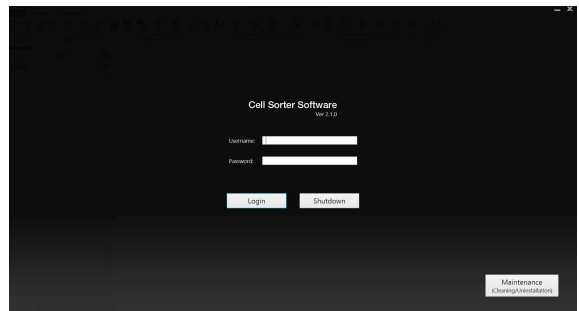 Cell Sorter Software
Ver 2.1.0
Username:
Password:
Login
Shutdown
Maintenance
(Cleaning/Uninstallation)